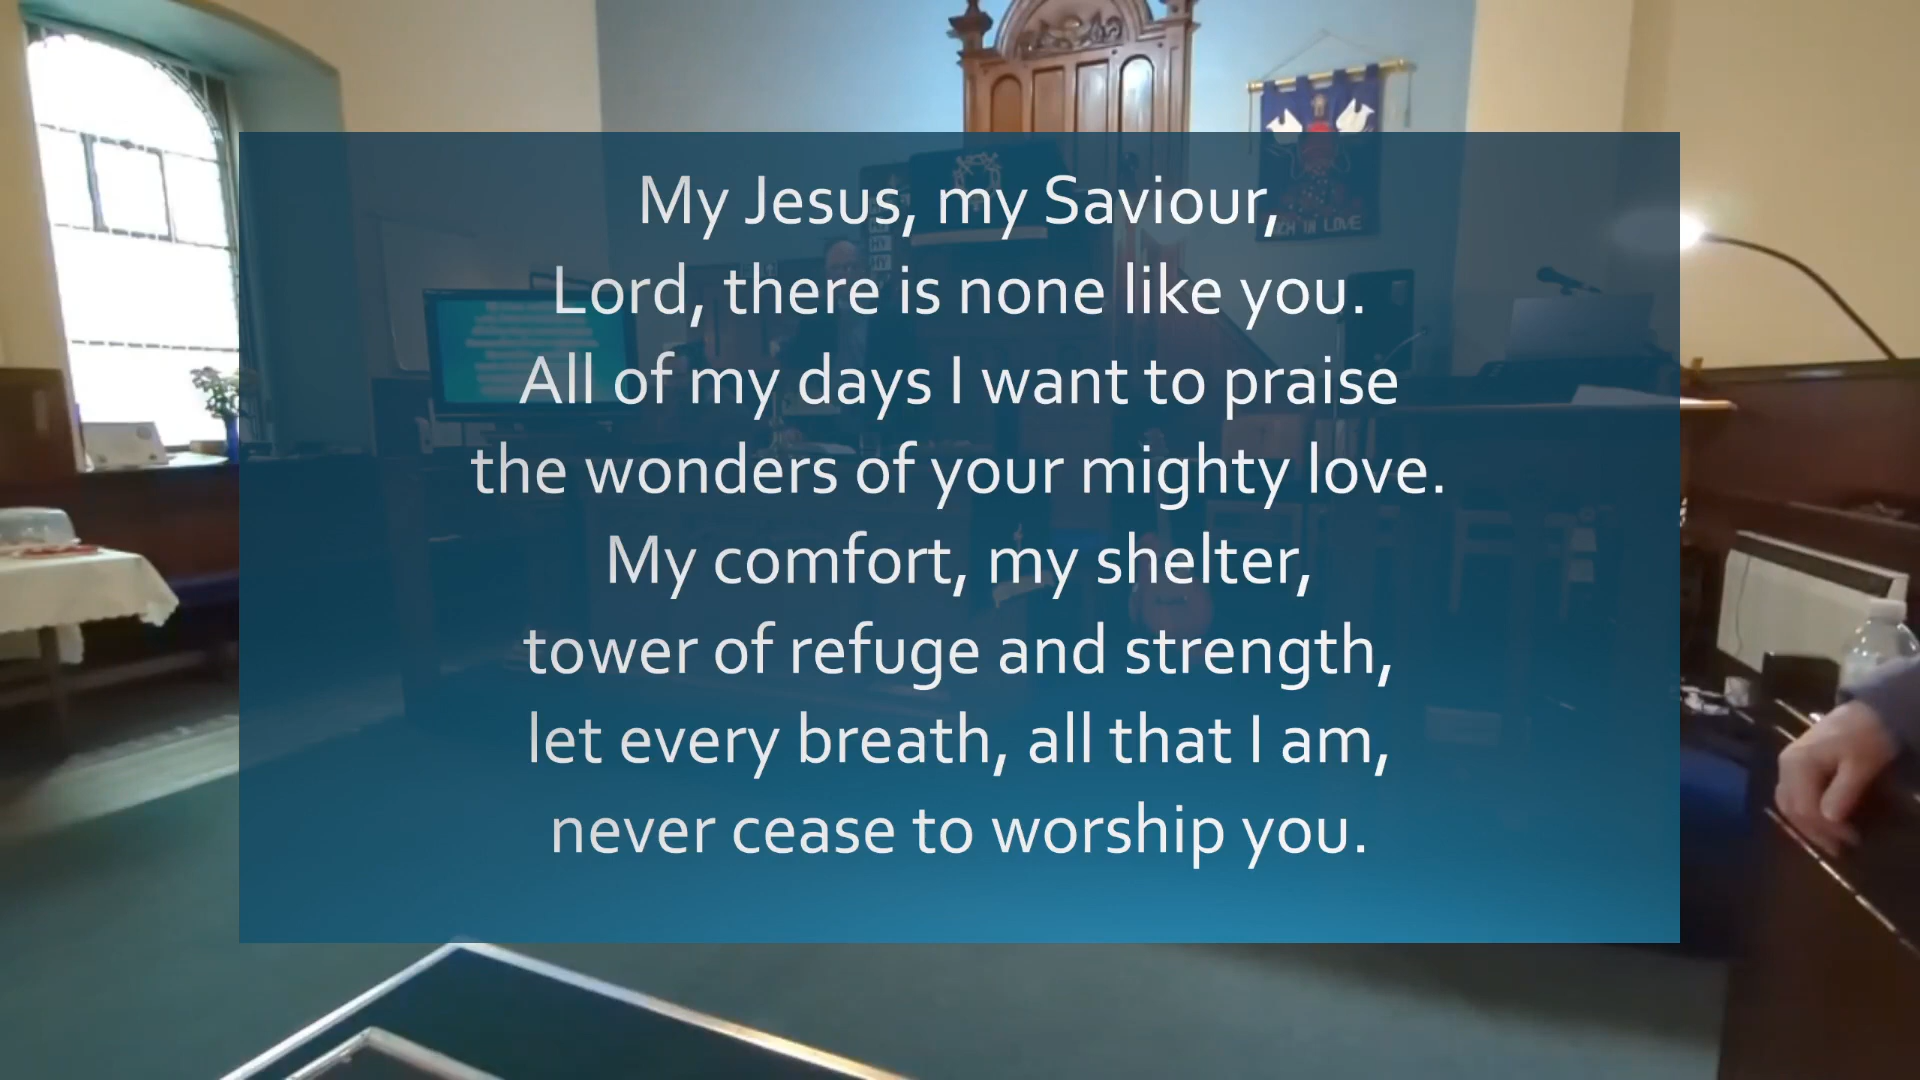 My Jesus, my Saviour,
Lord, there is none like you.
All of my days I want to praise
the wonders of your mighty love.
My comfort, my shelter,
tower of refuge and strength,
let every breath, all that I am,
never cease to worship you.
IN LOVE